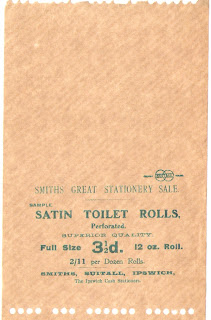 SMITHS GREAT STATIONERY SALE
SAMPLE
SATIN TOILET ROLLS,
Perforated.
SUPERIOR QUALITY.
Full Size 3½d. 12 oz. Roll.
2/11 per Dozen Rolls.
SMITHS, SUITALL, IPSWICH,
The Ipswich Cash Stationers.